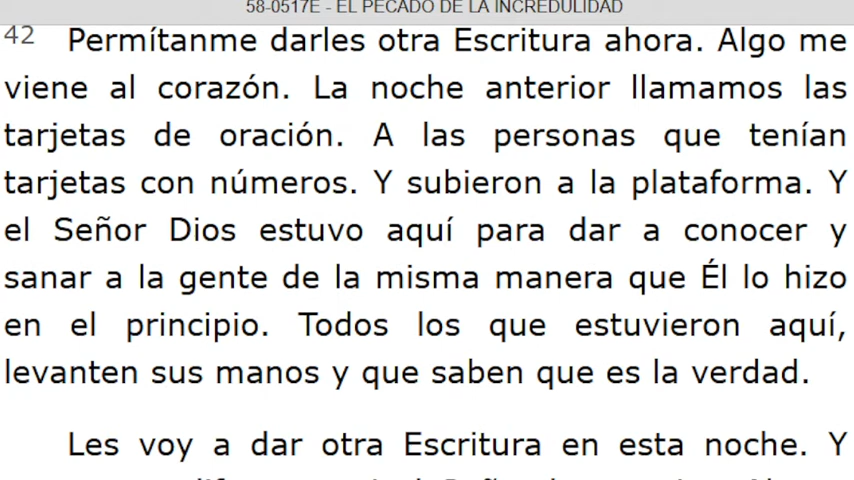 58-0517E - EL PECADO DE LA INCREDULIDAD
42 Permítanme darles otra Escritura ahora. Algo me
viene al corazón. La noche anterior llamamos las
tarjetas de oración. A las personas que tenían
tarjetas con números. Y subieron a la plataforma. Y
el Señor Dios estuvo aquí para dar a conocer y
sanar a la gente de la misma manera que Él lo hizo
en el principio. Todos los que estuvieron aquí,
levanten sus manos y que saben que es la verdad.
Les voy a dar otra Escritura en esta noche. Y